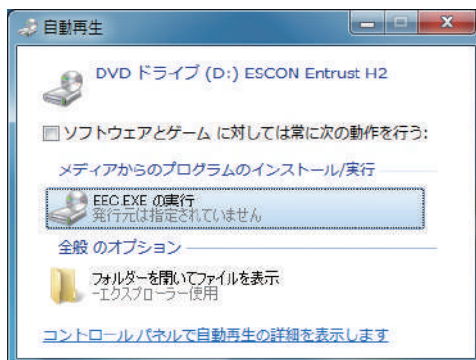 自動再生
DVD ドライブ (D:) ESCON Entrust H2
ソフトウェアとゲーム に対しては常に次の動作を行う:
メディアからのプログラムのインストール/実行
EEC.EXE の実行
発行元は指定されていません
全般 のオプション
フォルダーを開いてファイルを表示
-エクスプローラー使用
コントロール パネルで自動再生の詳細を表示します